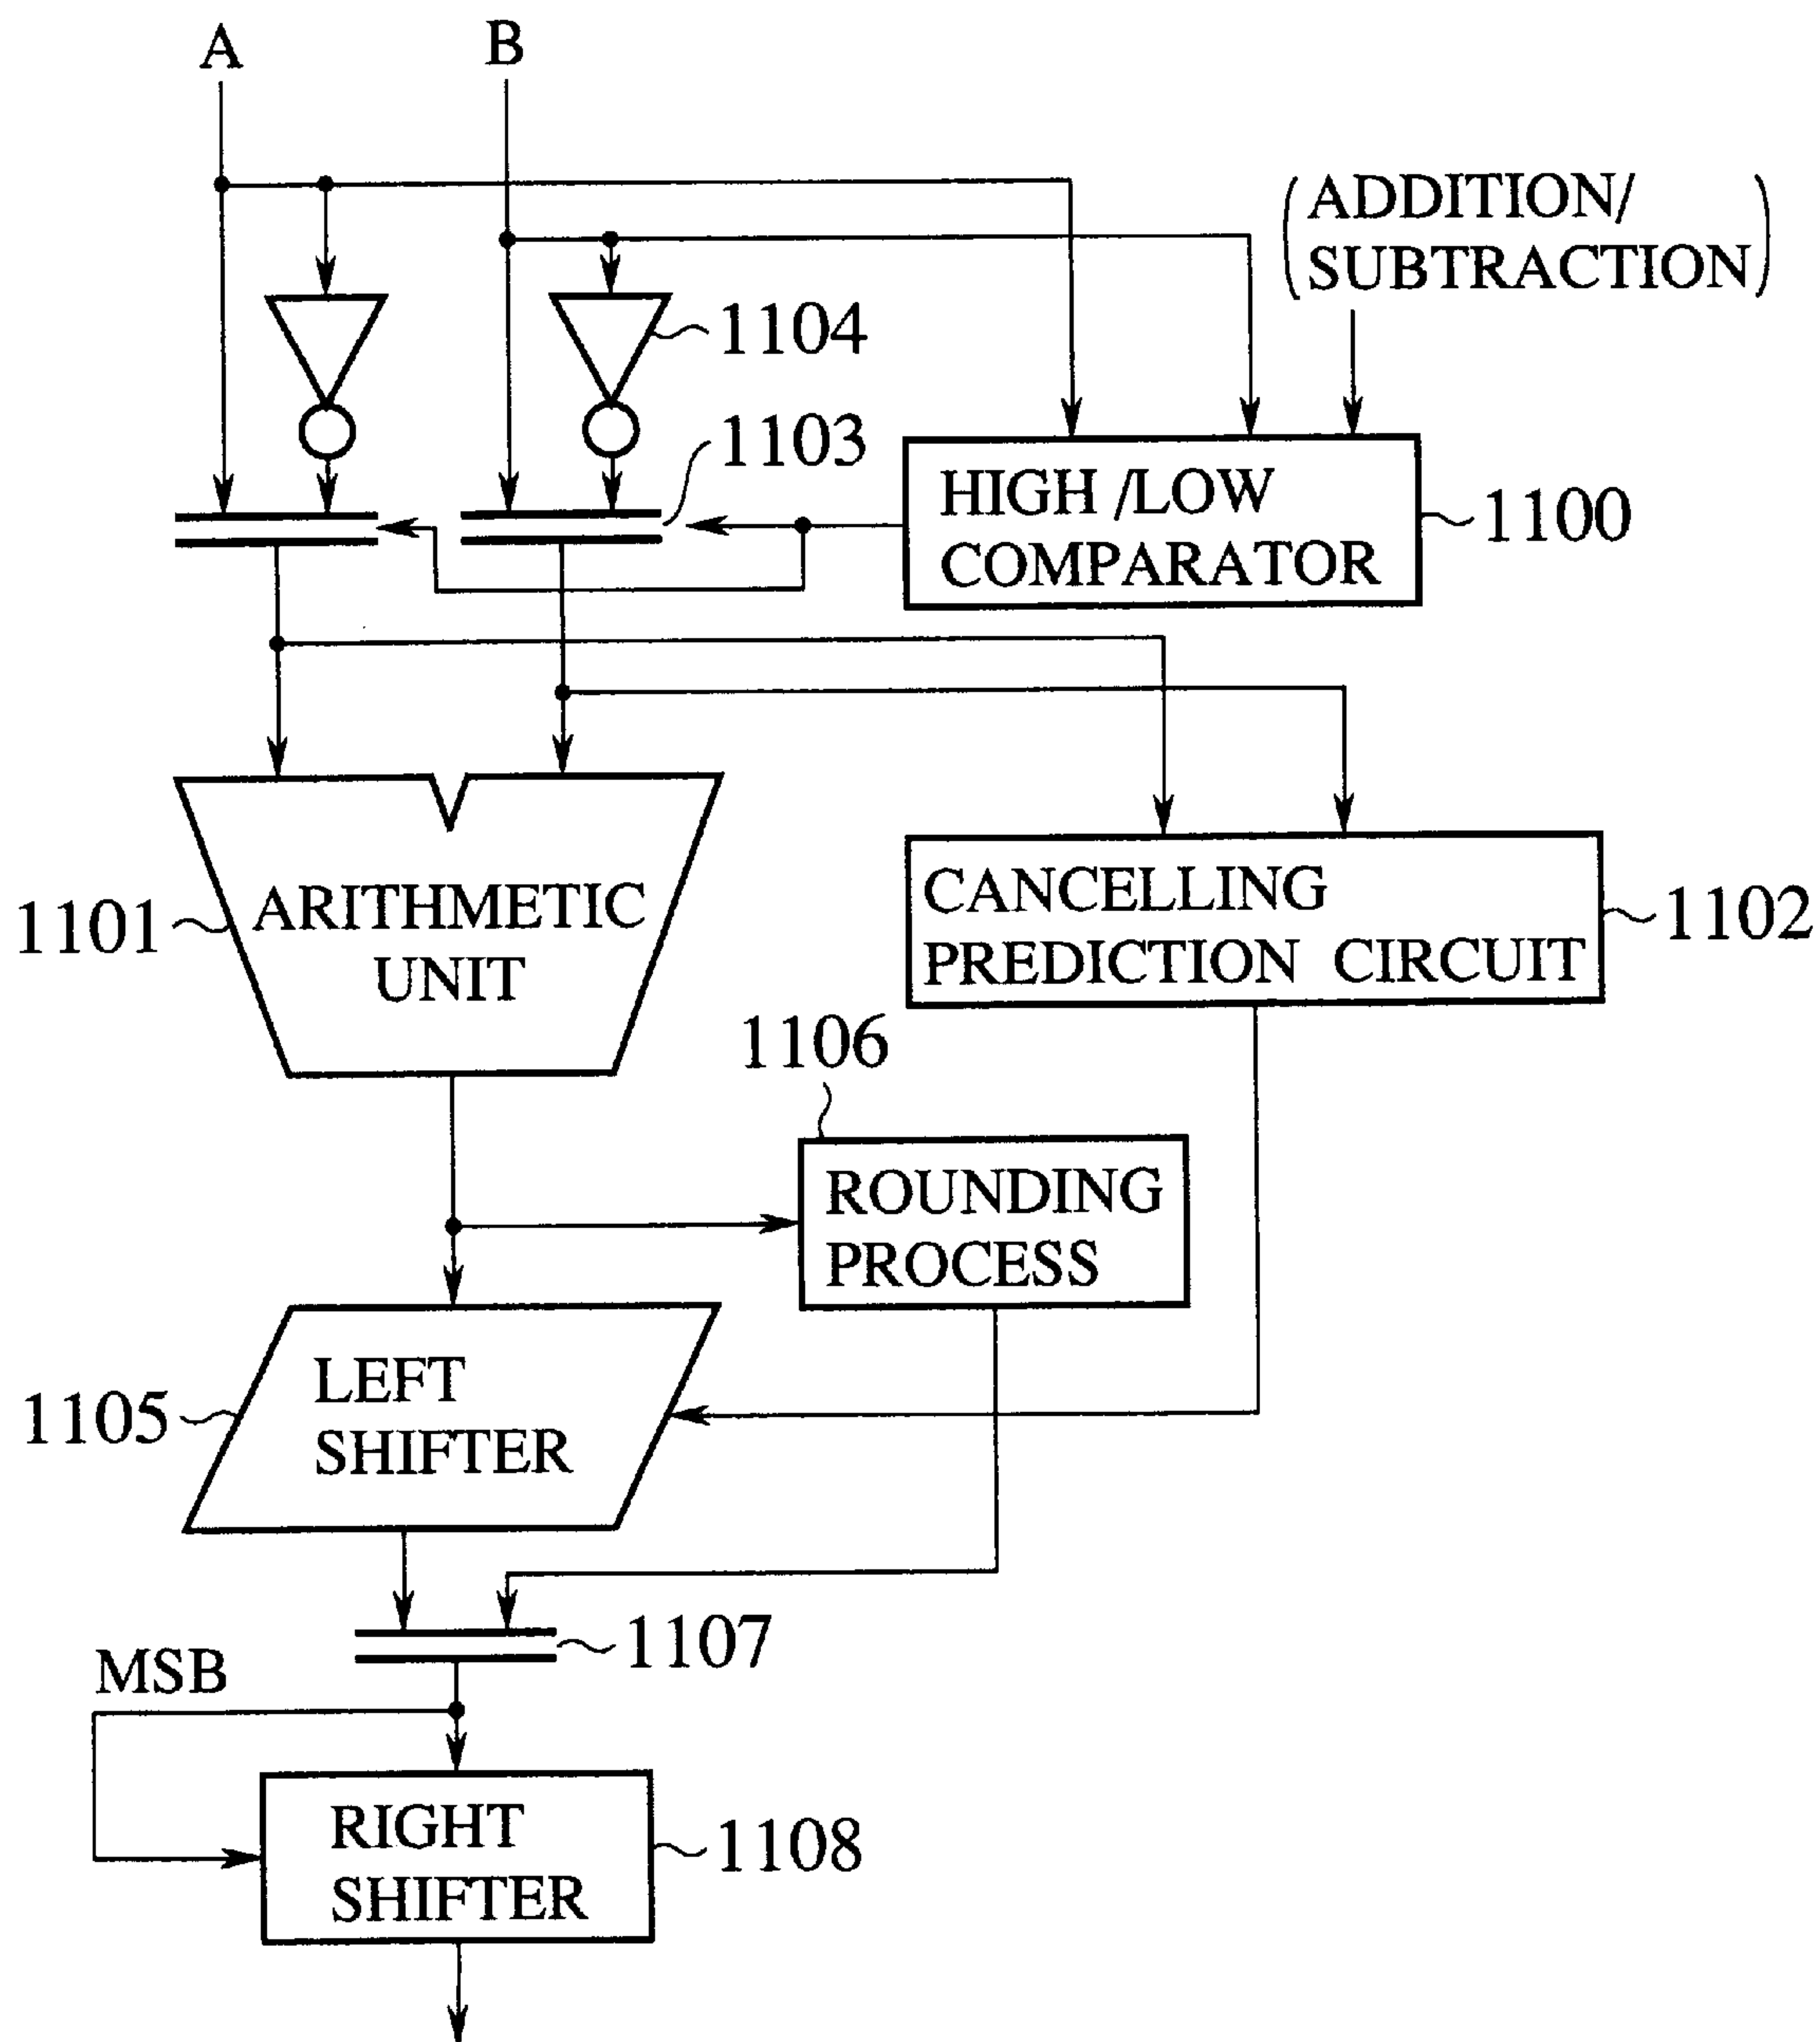 A
B
(ADDITION/
SUBTRACTION)
1104
1103
HIGH /LOW
COMPARATOR
1100
ARITHMETIC
UNIT
1101
CANCELLING
PREDICTION CIRCUIT
1102
1106
ROUNDING
PROCESS
LEFT
SHIFTER
1105
1107
MSB
RIGHT
SHIFTER
1108